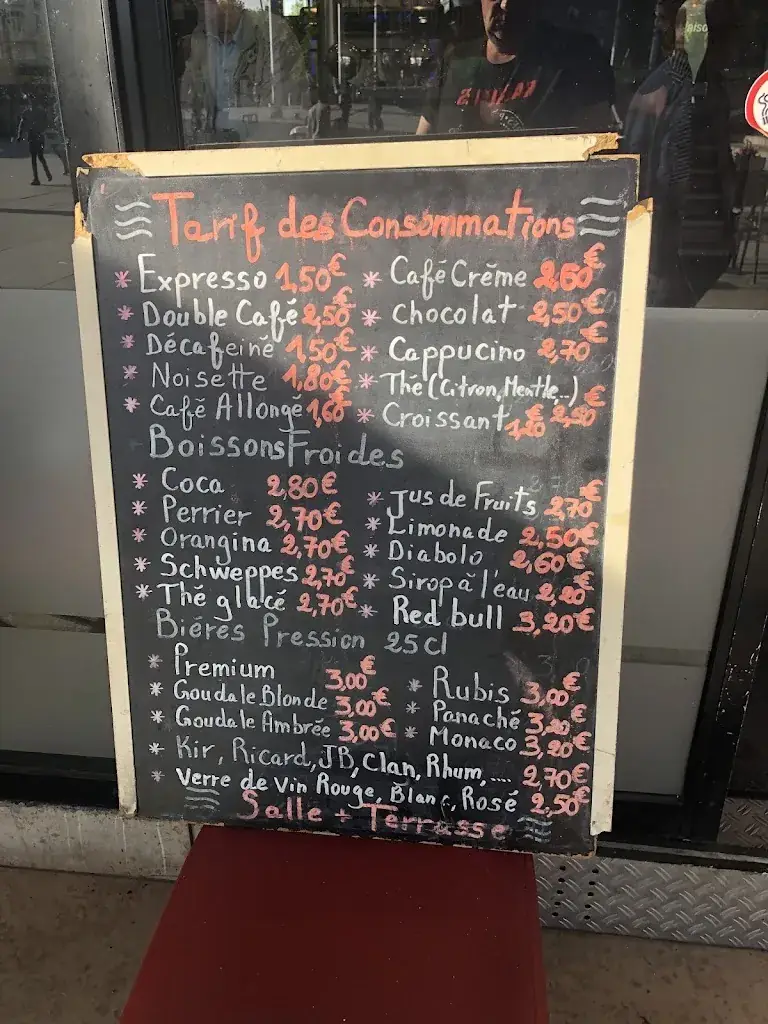 Tarif des Consommations
* Expresso 1,50€ * Café Crème 2,60€
* Double Café 2,50€ * Chocolat 2,50€
* Décafeiné 1,50€ * Cappucino 2,70€
* Noisette 1,80€ * Thé (Citron, Menthe,..) 2,50€
* Café Allongé 1,60€ * Croissant 1,20€
Boissons Froides
* Coca 2,80€ * Jus de Fruits 2,70€
* Perrier 2,70€ * Limonade 2,50€
* Orangina 2,70€ * Diabolo 2,60€
* Schweppes 2,70€ * Sirop à l'eau 2,20€
* Thé glacé 2,70€ * Red bull 3,20€
Biéres Pression 25 cl
* Premium 3,00€ * Rubis 3,00€
* Goudale Blonde 3,00€ * Panaché 3,20€
* Goudale Ambrée 3,00€ * Monaco 3,20€
* Kir, Ricard, JB, Clan, Rhum,.... 2,70€
* Verre de Vin Rouge, Blanc, Rosé 2,50€
Salle + Terrasse